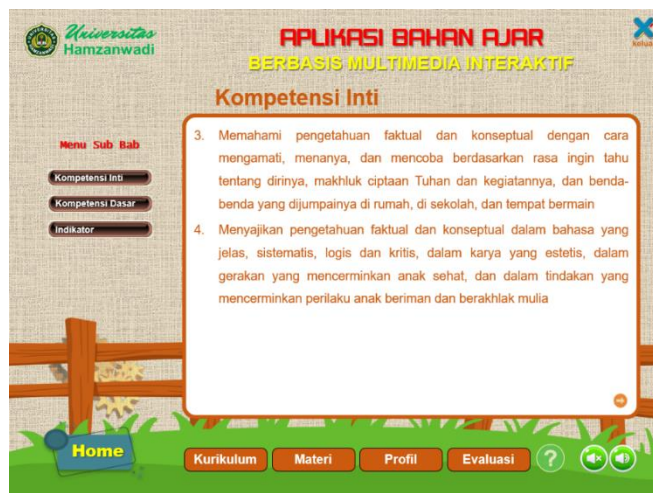 Universitas
Hamzanwadi
APLIKASI BAHAN AJAR
BERBASIS MULTIMEDIA INTERAKTIF
keluar
Kompetensi Inti
Menu Sub Bab
Kompetensi Inti
Kompetensi Dasar
Indikator
3. Memahami pengetahuan faktual dan konseptual dengan cara
mengamati, menanya, dan mencoba berdasarkan rasa ingin tahu
tentang dirinya, makhluk ciptaan Tuhan dan kegiatannya, dan benda-
benda yang dijumpainya di rumah, di sekolah, dan tempat bermain
4. Menyajikan pengetahuan faktual dan konseptual dalam bahasa yang
jelas, sistematis, logis dan kritis, dalam karya yang estetis, dalam
gerakan yang mencerminkan anak sehat, dan dalam tindakan yang
mencerminkan perilaku anak beriman dan berakhlak mulia
Home
Kurikulum
Materi
Profil
Evaluasi
?